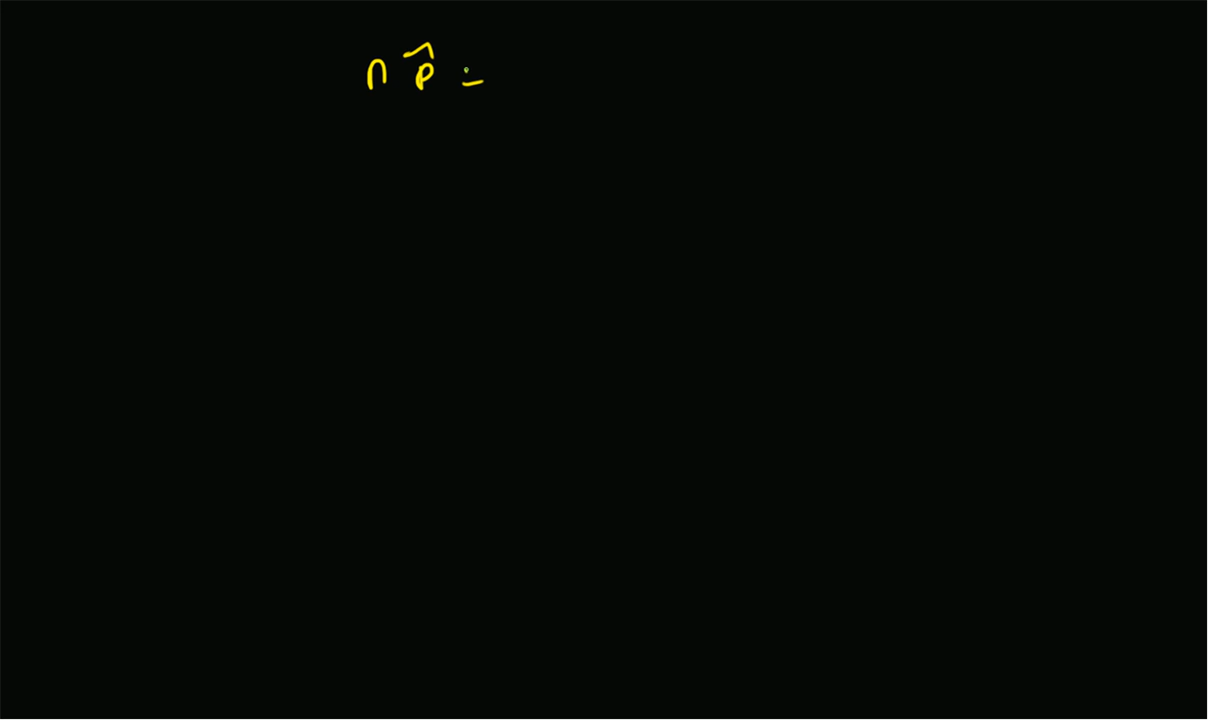 n p̂ =